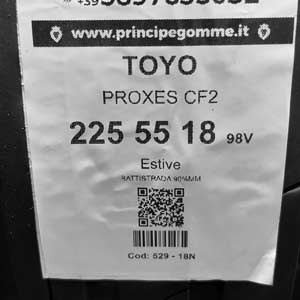 www.principegomme.it
TOYO
PROXES CF2
225 55 18 98V
Estive
BATTISTRADA:90%MM
Cod: 529 - 18N